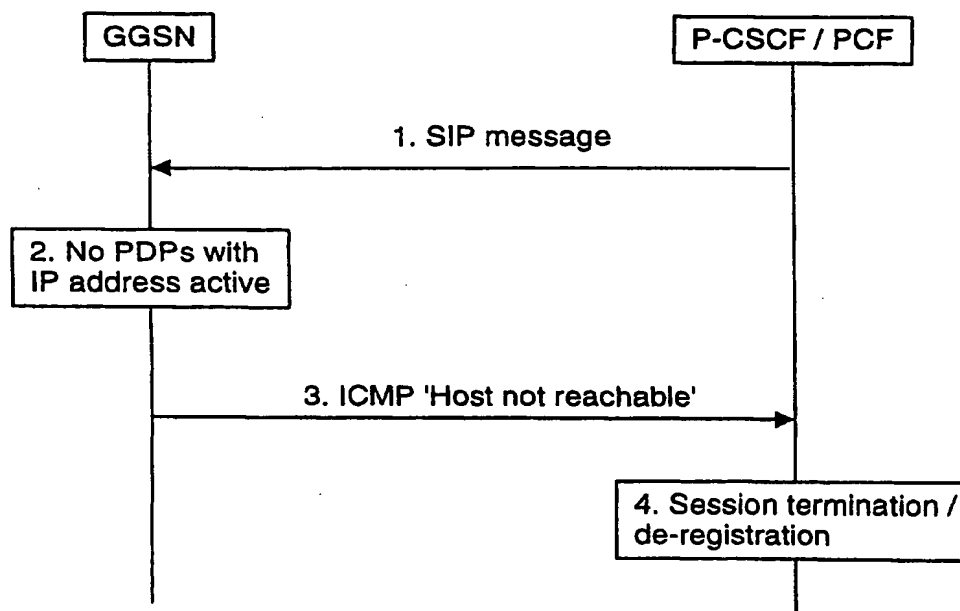 GGSN
P-CSCF / PCF
1. SIP message
2. No PDPs with
IP address active
3. ICMP 'Host not reachable'
4. Session termination /
de-registration